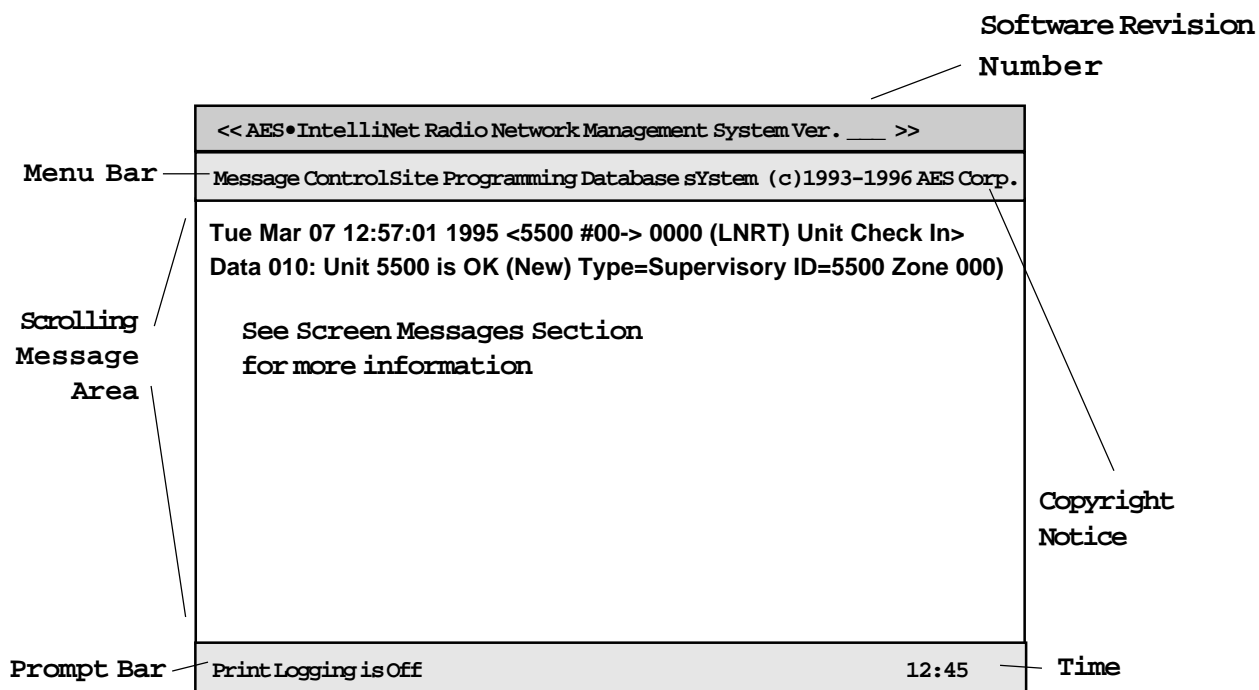 Software Revision
Number
<< AES•IntelliNet Radio Network Management System Ver. ___ >>
Menu Bar
Message Control Site Programming Database sYstem (c)1993-1996 AES Corp.
Tue Mar 07 12:57:01 1995 <5500 #00-> 0000 (LNRT) Unit Check In>
Data 010: Unit 5500 is OK (New) Type=Supervisory ID=5500 Zone 000)
Scrolling
Message
Area
See Screen Messages Section
for more information
Copyright
Notice
Prompt Bar
Print Logging is Off
12:45
Time